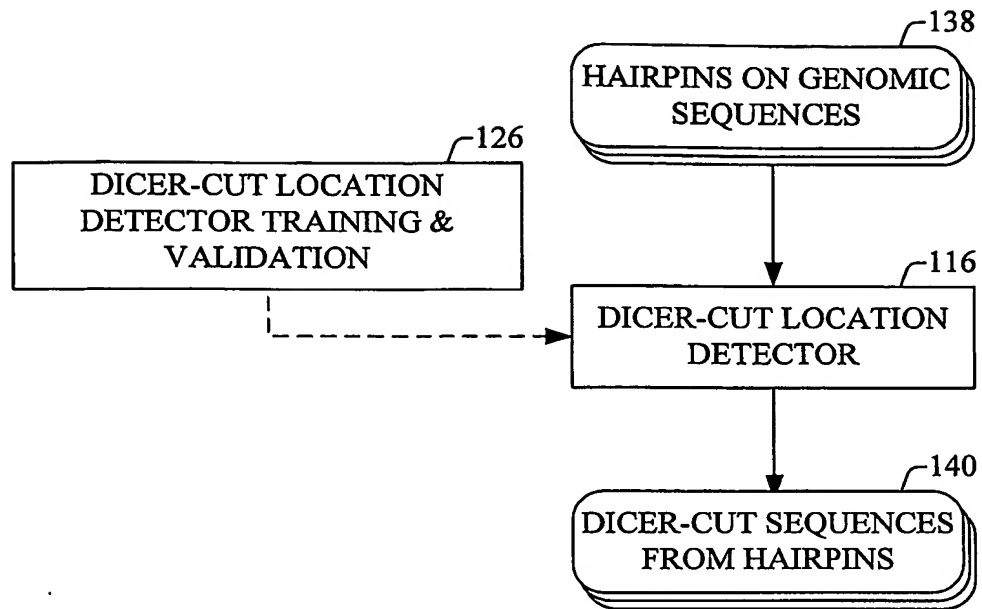 138
HAIRPINS ON GENOMIC
SEQUENCES
126
DICER-CUT LOCATION
DETECTOR TRAINING &
VALIDATION
116
DICER-CUT LOCATION
DETECTOR
140
DICER-CUT SEQUENCES
FROM HAIRPINS